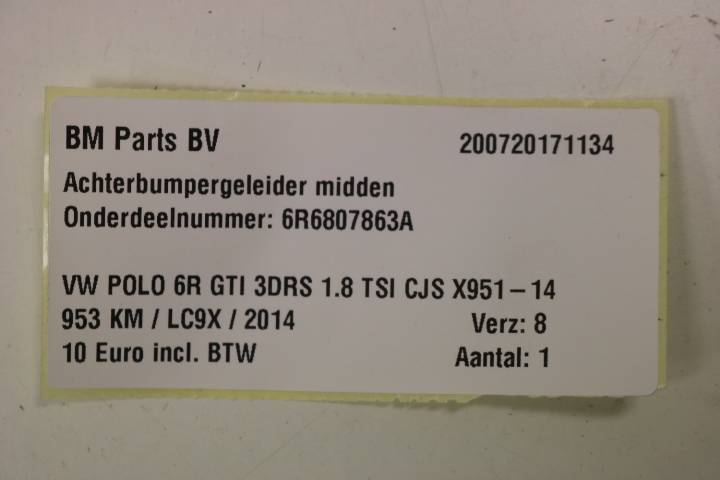 BM Parts BV 200720171134
Achterbumpergeleider midden
Onderdeelnummer: 6R6807863A
VW POLO 6R GTI 3DRS 1.8 TSI CJS X951-14
953 KM / LC9X / 2014 Verz: 8
10 Euro incl. BTW Aantal: 1